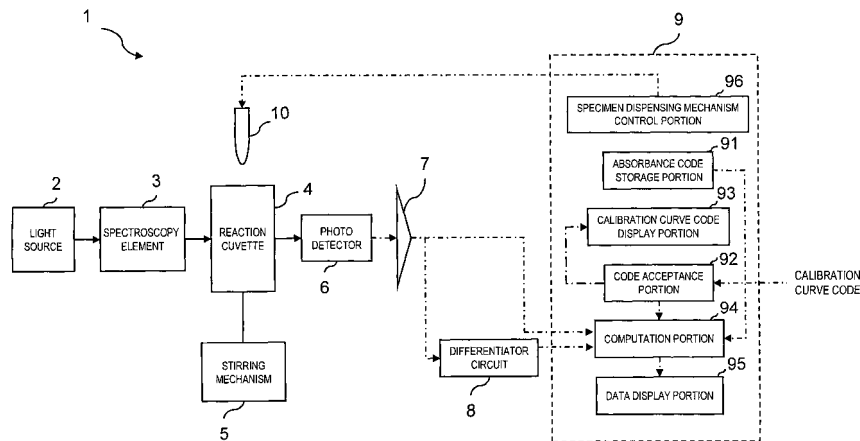 1
9
96
SPECIMEN DISPENSING MECHANISM
CONTROL PORTION
10
91
ABSORBANCE CODE
STORAGE PORTION
2
3
4
7
93
LIGHT
SOURCE
SPECTROSCOPY
ELEMENT
REACTION
CUVETTE
PHOTO
DETECTOR
6
CALIBRATION CURVE CODE
DISPLAY PORTION
92
CODE ACCEPTANCE
PORTION
CALIBRATION
CURVE CODE
94
COMPUTATION PORTION
STIRRING
MECHANISM
5
DIFFERENTIATOR
CIRCUIT
8
95
DATA DISPLAY PORTION